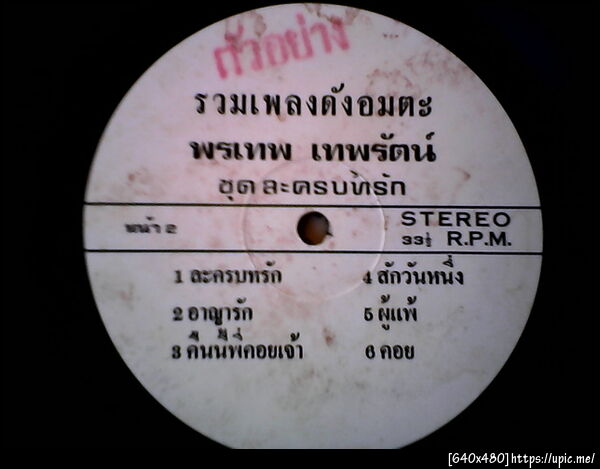 ตัวอย่าง
รวมเพลงดังอมตะ
พรเทพ เทพรัตน์
ชุด ละครบทรัก
หน้า 2
STEREO
33⅓ R.P.M.
1 ละครบทรัก
2 อาญารัก
3 คืนนี้พี่คอยเจ้า
4 สักวันหนึ่ง
5 ผู้แพ้
6 คอย
[640x480]https://upic.me/